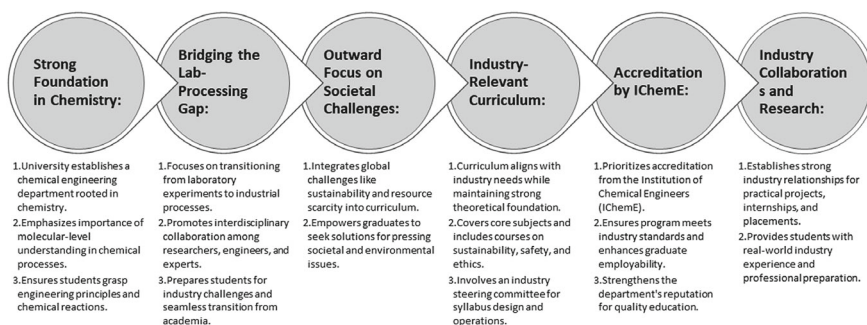 Strong
Foundation
in Chemistry:
Bridging the
Lab-
Processing
Gap:
Outward
Focus on
Societal
Challenges:
Industry-
Relevant
Curriculum:
Accreditation
by IChemE:
Industry
Collaboration
s and
Research:
1.University establishes a
chemical engineering
department rooted in
chemistry.
2.Emphasizes importance of
molecular-level
understanding in chemical
processes.
3.Ensures students grasp
engineering principles and
chemical reactions.
1.Focuses on transitioning
from laboratory
experiments to industrial
processes.
2.Promotes interdisciplinary
collaboration among
researchers, engineers, and
experts.
3.Prepares students for
industry challenges and
seamless transition from
academia.
1.Integrates global
challenges like
sustainability and resource
scarcity into curriculum.
2.Empowers graduates to
seek solutions for pressing
societal and environmental
issues.
1.Curriculum aligns with
industry needs while
maintaining strong
theoretical foundation.
2.Covers core subjects and
includes courses on
sustainability, safety, and
ethics.
3.Involves an industry
steering committee for
syllabus design and
operations.
1.Prioritizes accreditation
from the Institution of
Chemical Engineers
(IChemE).
2.Ensures program meets
industry standards and
enhances graduate
employability.
3.Strengthens the
department's reputation
for quality education.
1.Establishes strong
industry relationships for
practical projects,
internships, and
placements.
2.Provides students with
real-world industry
experience and
professional preparation.